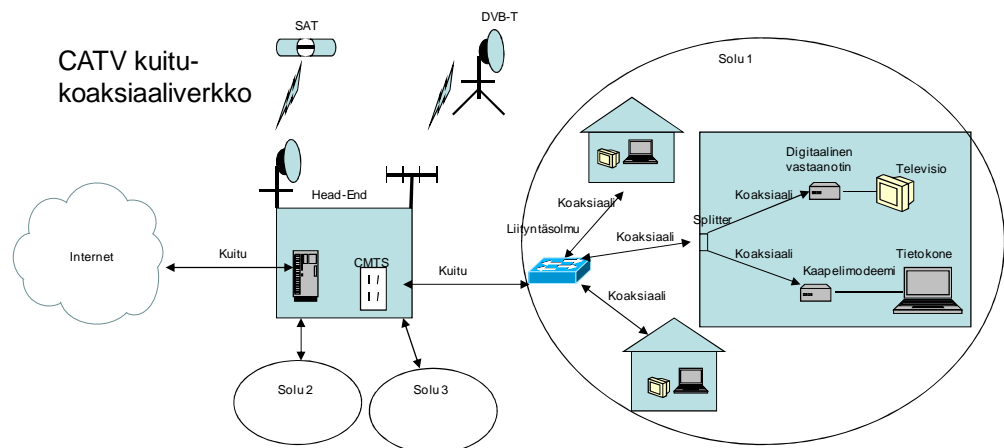 SAT
DVB-T
CATV kuitu-
koaksiaaliverkko
Solu 1
Digitaalinen
vastaanotin
Televisio
Head-End
Koaksiaali
Koaksiaali
Liityntäsolmu
Splitter
Koaksiaali
Internet
Kuitu
CMTS
Kuitu
Koaksiaali
Tietokone
Kaapelimodeemi
Koaksiaali
Solu 2
Solu 3